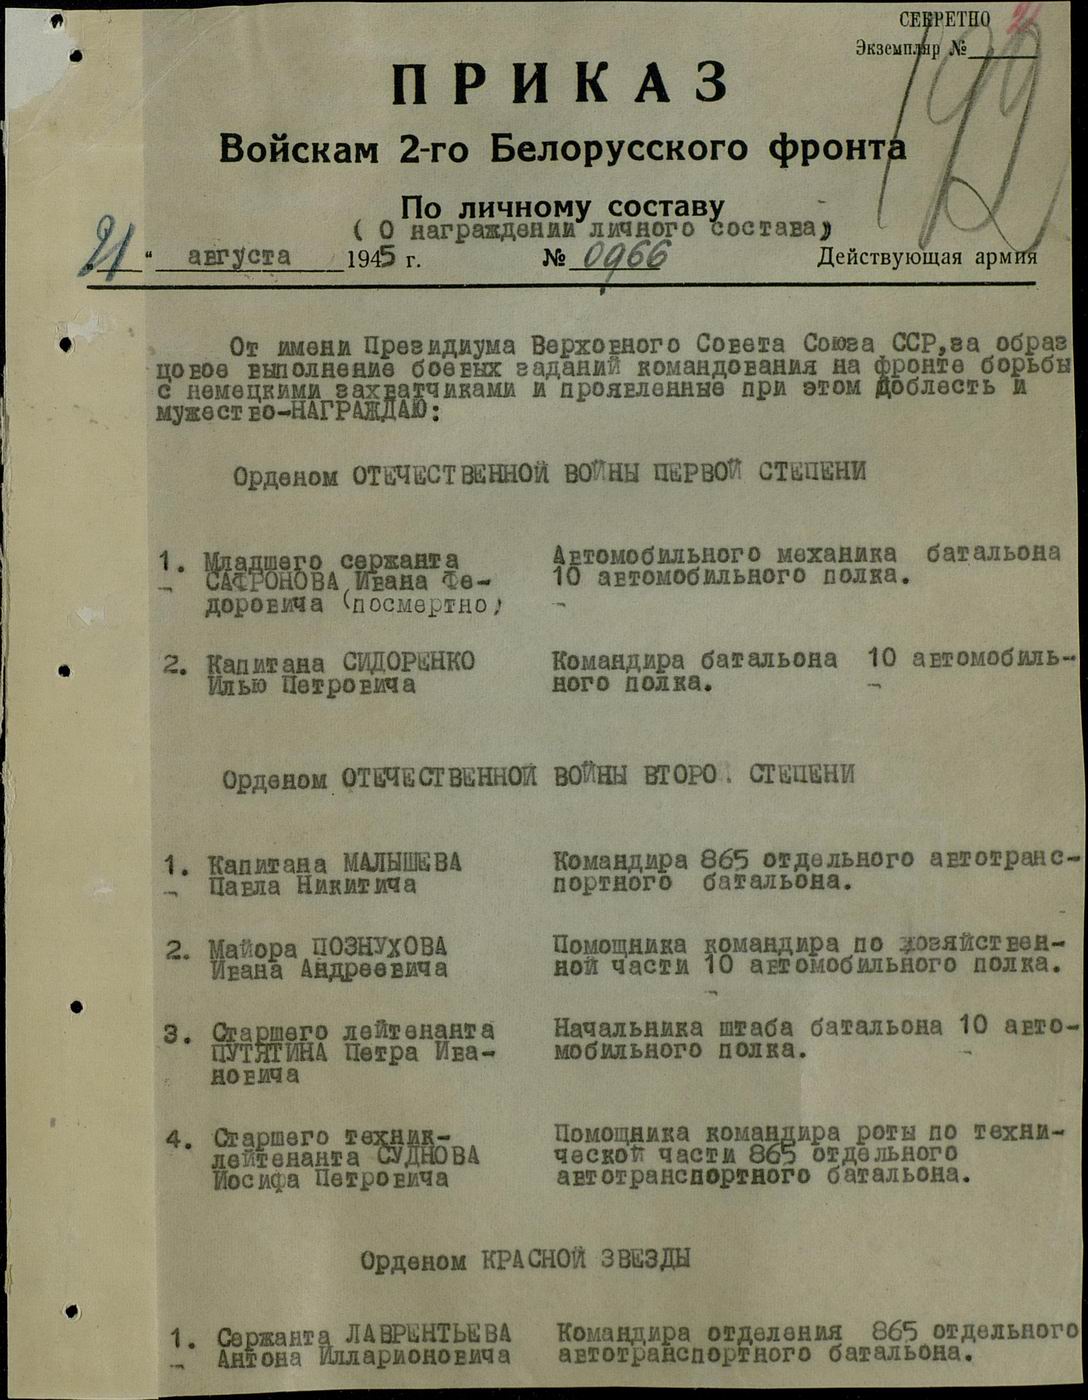 СЕКРЕТНО
Экземпляр №
199
ПРИКАЗ
Войскам 2-го Белорусского фронта
По личному составу
( О награждении личного состава)
21 " августа 1945 г. № 0966 Действующая армия
От имени Президиума Верховного Совета Союза ССР,за образ
цовое выполнение боевых заданий командования на фронте борьбы
с немецкими захватчиками и проявленные при этом доблесть и
мужество-НАГРАЖДАЮ:
Орденом ОТЕЧЕСТВЕННОЙ ВОЙНЫ ПЕРВОЙ СТЕПЕНИ
1. Младшего сержанта Автомобильного механика батальона
САФРОНОВА Ивана Фе- 10 автомобильного полка.
доровича (посмертно)
2. Капитана СИДОРЕНКО Командира батальона 10 автомобиль-
Илью Петровича ного полка.
Орденом ОТЕЧЕСТВЕННОЙ ВОЙНЫ ВТОРО. СТЕПЕНИ
1. Капитана МАЛЫШЕВА Командира 865 отдельного автотранс-
Павла Никитича портного батальона.
2. Майора ПОЗНУХОВА Помощника командира по хозяйствен-
Ивана Андреевича ной части 10 автомобильного полка.
3. Старшего лейтенанта Начальника штаба батальона 10 авто-
ПУТЯТИНА Петра Ива- мобильного полка.
новича
4. Старшего техник- Помощника командира роты по техни-
лейтенанта СУДНОВА ческой части 865 отдельного
Иосифа Петровича автотранспортного батальона.
Орденом КРАСНОЙ ЗВЕЗДЫ
1. Сержанта ЛАВРЕНТЬЕВА Командира отделения 865 отдельного
Антона Илларионовича автотранспортного батальона.